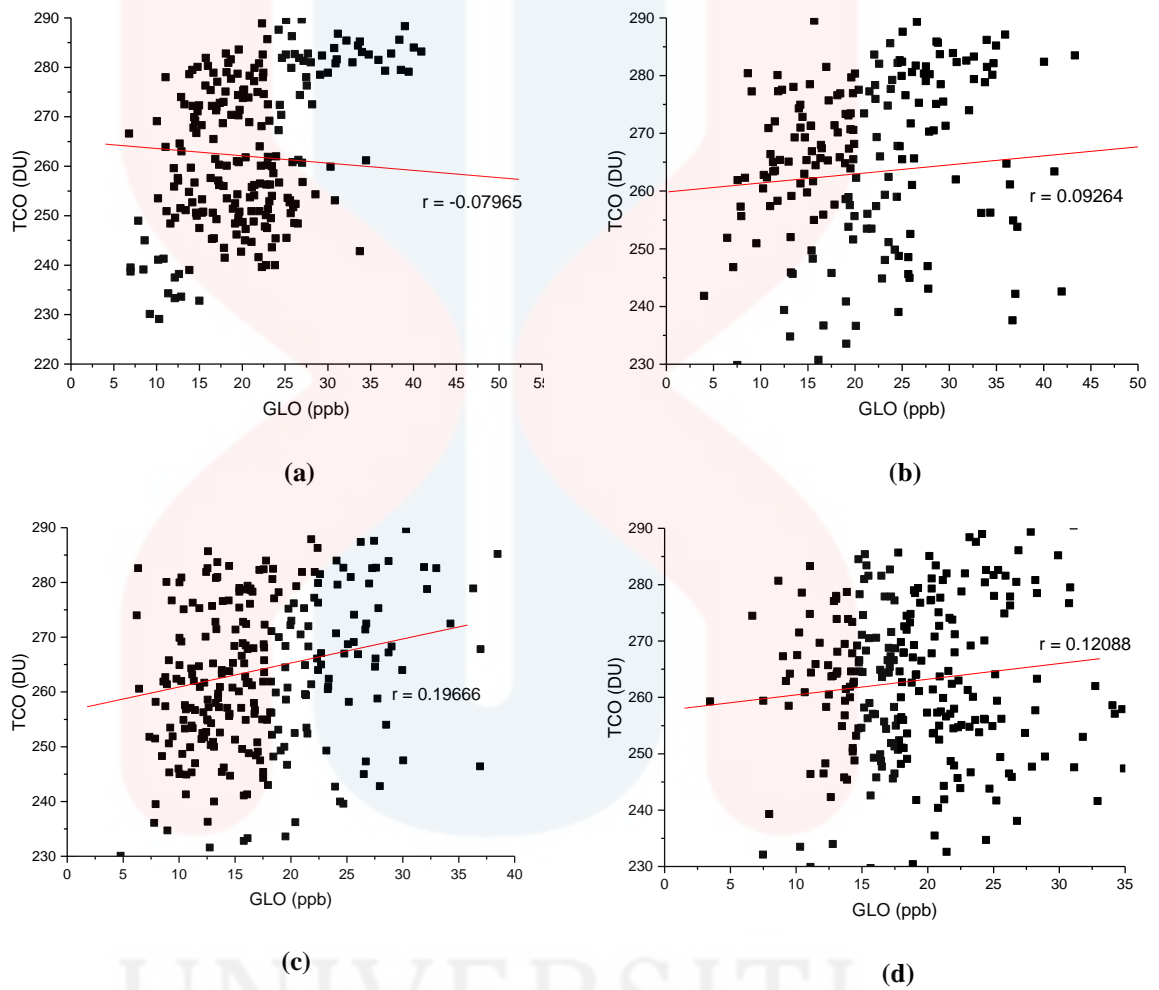 290
280
270
260
250
240
230
220
TCO (DU)
r = -0.07965
0 5 10 15 20 25 30 35 40 45 50
GLO (ppb)
(a)
290
280
270
260
250
240
230
TCO (DU)
r = 0.09264
0 5 10 15 20 25 30 35 40 45 50
GLO (ppb)
(b)
290
280
270
260
250
240
230
TCO (DU)
r = 0.19666
0 5 10 15 20 25 30 35 40
GLO (ppb)
(c)
290
280
270
260
250
240
230
TCO (DU)
r = 0.12088
0 5 10 15 20 25 30 35
GLO (ppb)
(d)
UNIVERSITI